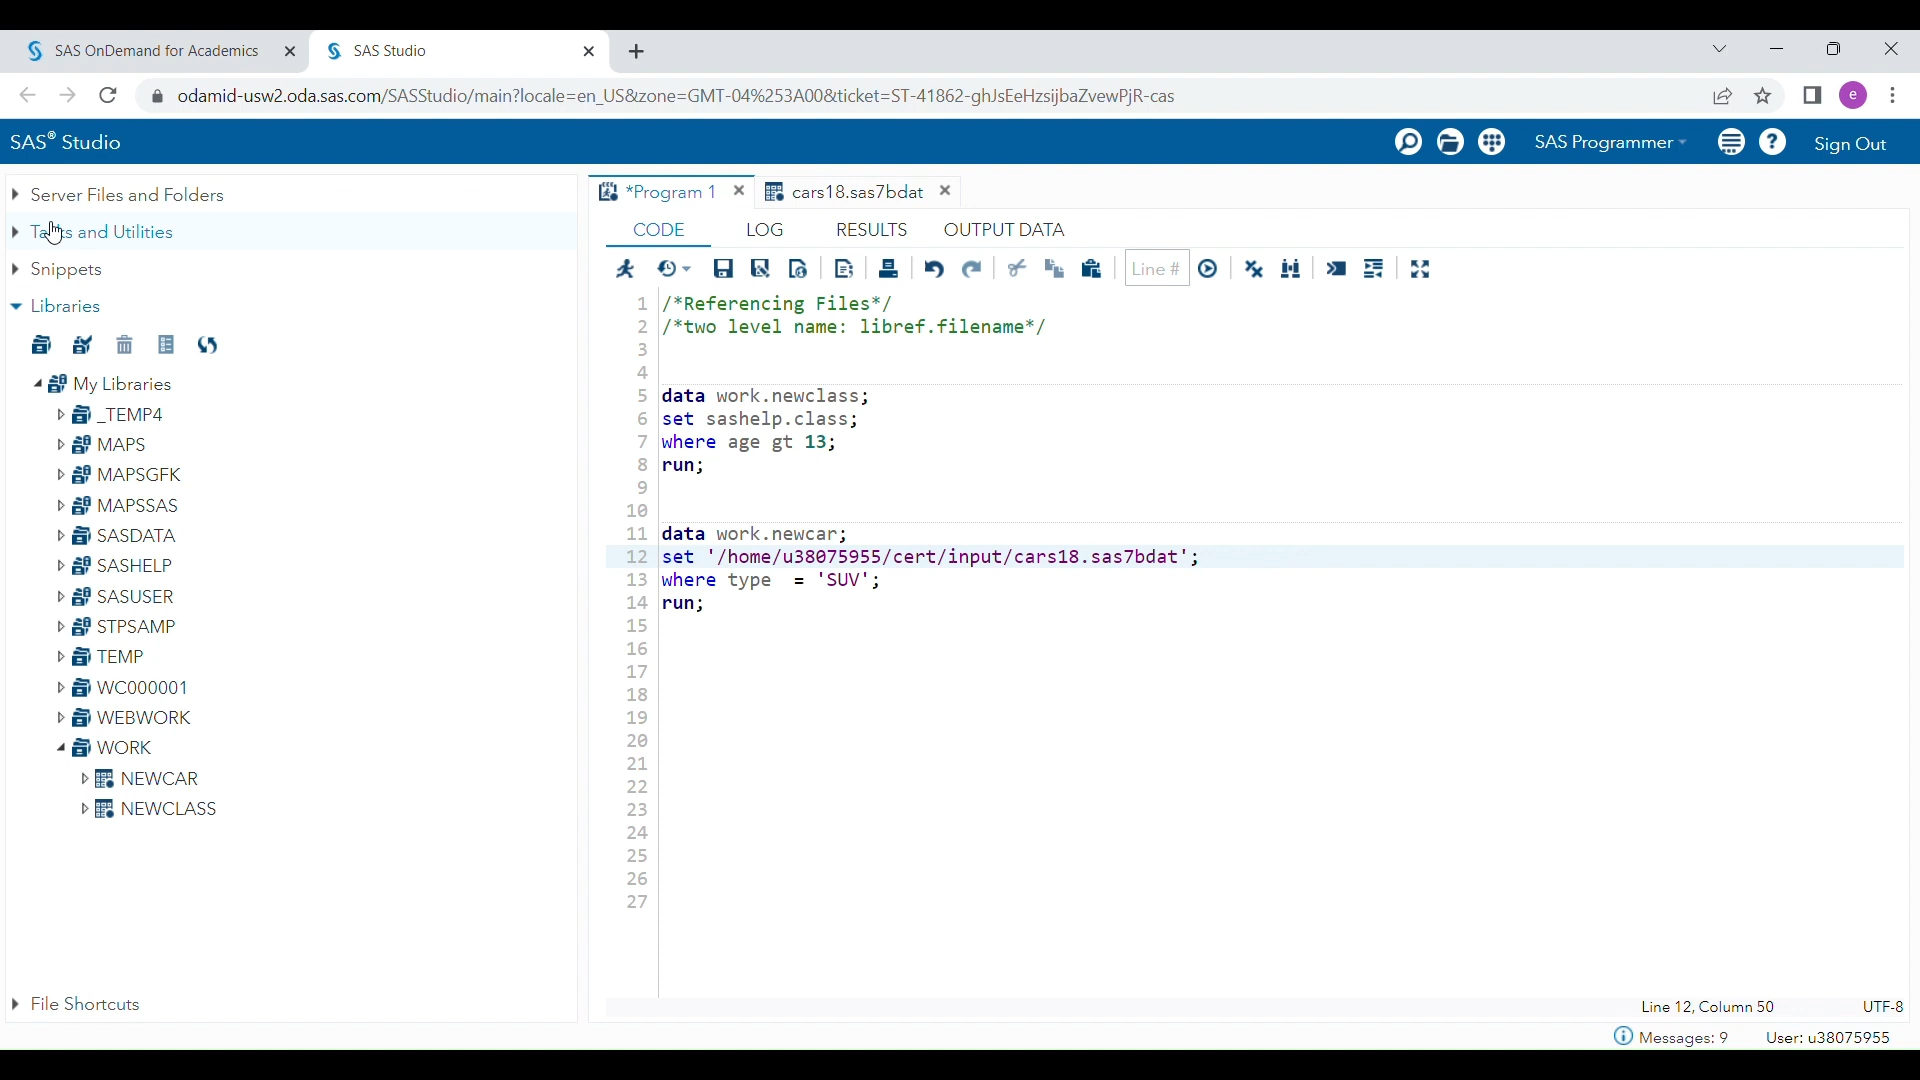 SAS OnDemand for Academics
SAS Studio
odamid-usw2.oda.sas.com/SASStudio/main?locale=en_US&zone=GMT-04%253A00&ticket=ST-41862-ghJsEeHzsijbaZvewPjR-cas
e
SAS® Studio
SAS Programmer
?
Sign Out
Server Files and Folders
Tasks and Utilities
Snippets
Libraries
My Libraries
_TEMP4
MAPS
MAPSGFK
MAPSSAS
SASDATA
SASHELP
SASUSER
STPSAMP
TEMP
WC000001
WEBWORK
WORK
NEWCAR
NEWCLASS
File Shortcuts
*Program 1
cars18.sas7bdat
CODE LOG RESULTS OUTPUT DATA
Line #
1 /*Referencing Files*/
2 /*two level name: libref.filename*/
3
4
5 data work.newclass;
6 set sashelp.class;
7 where age gt 13;
8 run;
9
10
11 data work.newcar;
12 set '/home/u38075955/cert/input/cars18.sas7bdat';
13 where type  = 'SUV';
14 run;
15
16
17
18
19
20
21
22
23
24
25
26
27
Line 12, Column 50 UTF-8
Messages: 9 User: u38075955